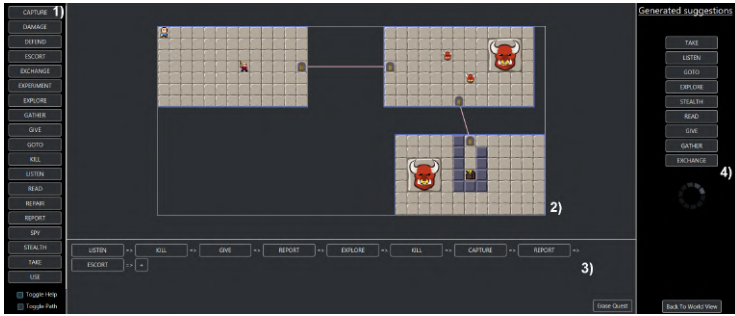 CAPTURE 1)
DAMAGE
DEFEND
ESCORT
EXCHANGE
EXPERIMENT
EXPLORE
GATHER
GIVE
GOTO
KILL
LISTEN
READ
REPAIR
REPORT
SPY
STEALTH
TAKE
USE
Toggle Help
Toggle Path
2)
LISTEN => KILL => GIVE => REPORT => EXPLORE => KILL => CAPTURE => REPORT =>
ESCORT => +
3)
Erase Quest
Generated suggestions
TAKE
LISTEN
GOTO
EXPLORE
STEALTH
READ
GIVE
GATHER
EXCHANGE
4)
Back To World View